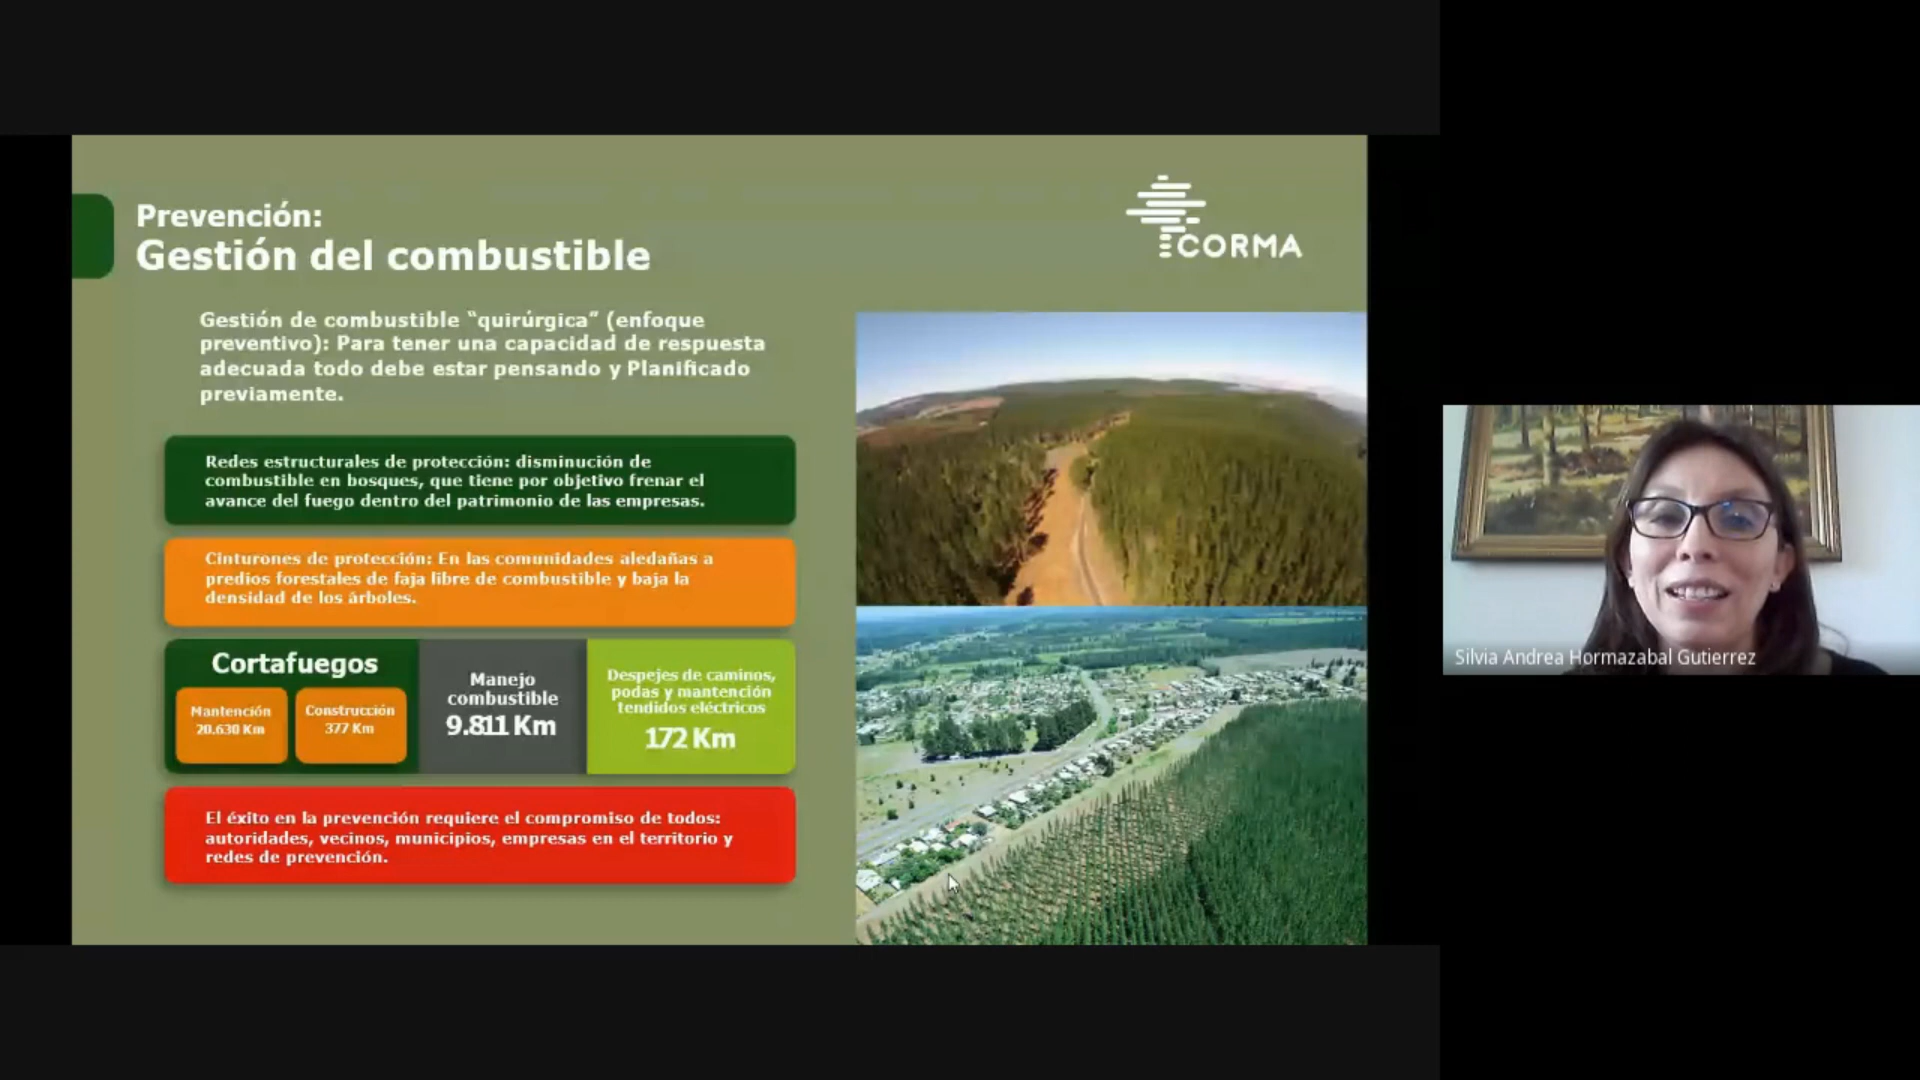 Prevención:
Gestión del combustible
CORMA
Gestión de combustible “quirúrgica” (enfoque
preventivo): Para tener una capacidad de respuesta
adecuada todo debe estar pensando y Planificado
previamente.
Redes estructurales de protección: disminución de
combustible en bosques, que tiene por objetivo frenar el
avance del fuego dentro del patrimonio de las empresas.
Cinturones de protección: En las comunidades aledañas a
predios forestales de faja libre de combustible y baja la
densidad de los árboles.
Cortafuegos
Mantención
20.630 Km
Construcción
377 Km
Manejo
combustible
9.811 Km
Despejes de caminos,
podas y mantención
tendidos eléctricos
172 Km
El éxito en la prevención requiere el compromiso de todos:
autoridades, vecinos, municipios, empresas en el territorio y
redes de prevención.
Silvia Andrea Hormazabal Gutierrez